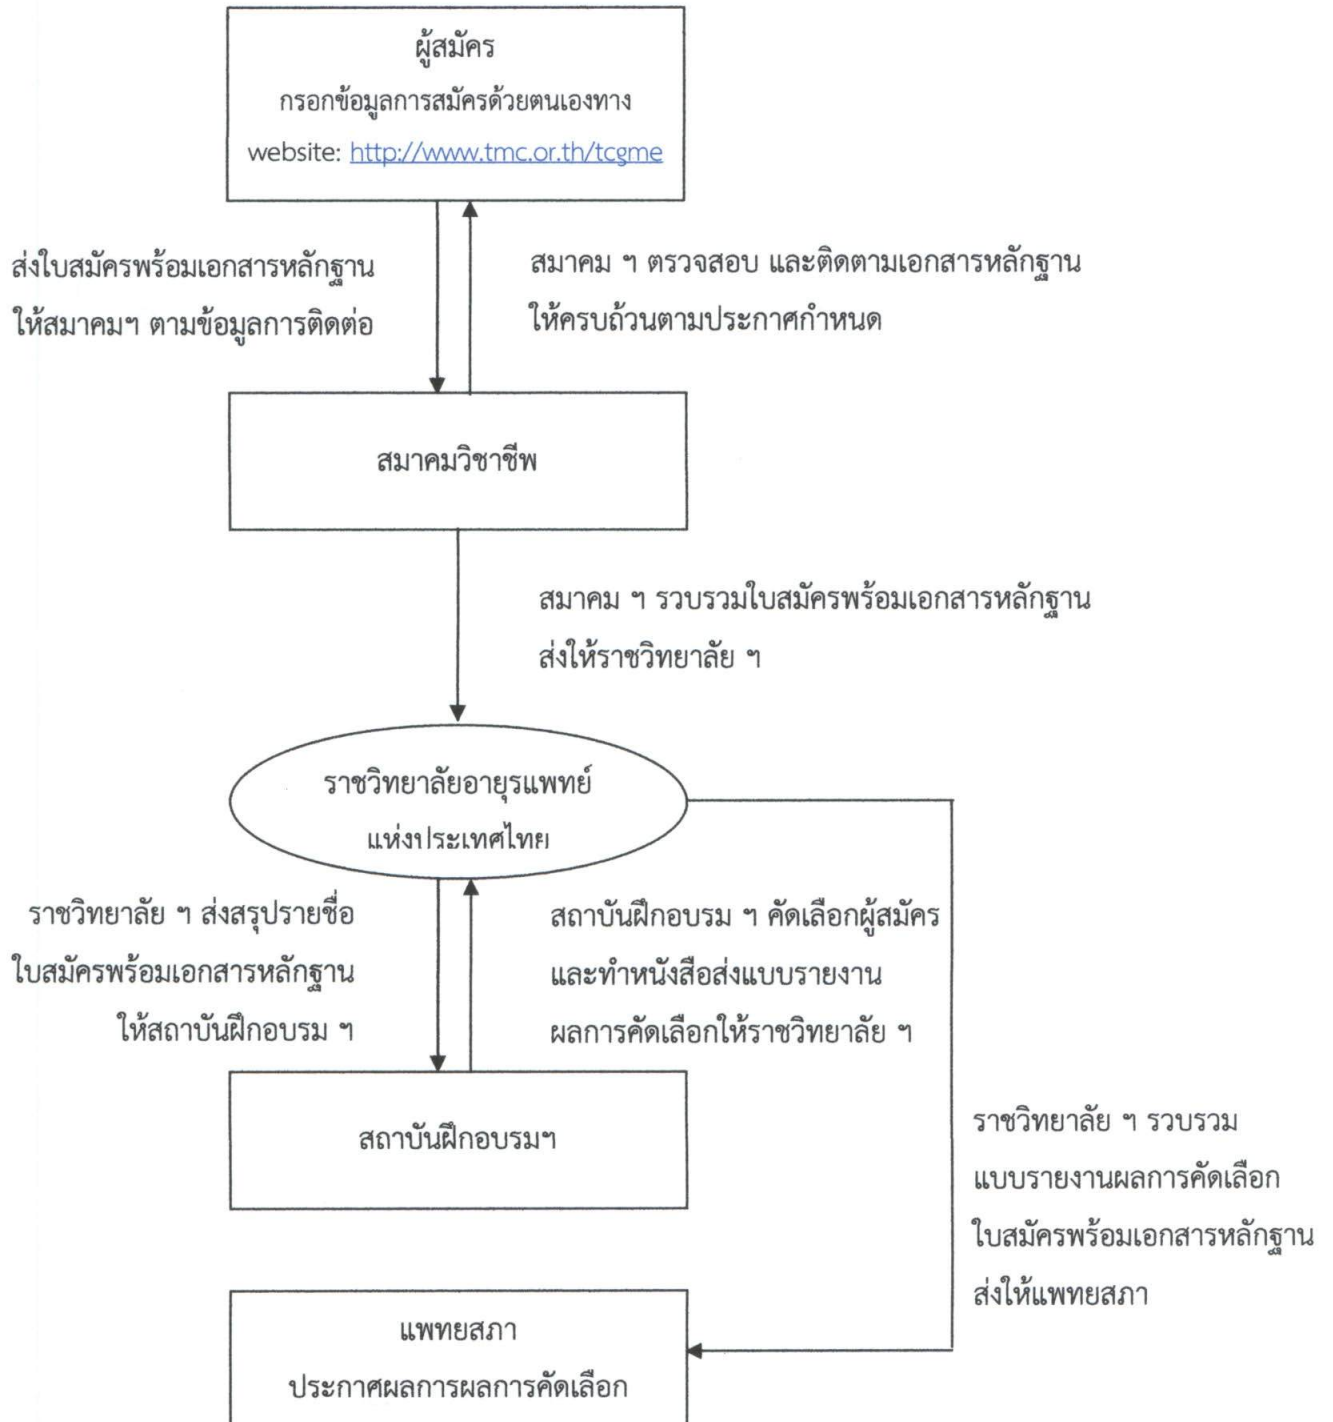 ผู้สมัคร
กรอกข้อมูลการสมัครด้วยตนเองทาง
website: http://www.tmc.or.th/tcgme
ส่งใบสมัครพร้อมเอกสารหลักฐาน
ให้สมาคมฯ ตามข้อมูลการติดต่อ
สมาคม ฯ ตรวจสอบ และติดตามเอกสารหลักฐาน
ให้ครบถ้วนตามประกาศกำหนด
สมาคมวิชาชีพ
สมาคม ฯ รวบรวมใบสมัครพร้อมเอกสารหลักฐาน
ส่งให้ราชวิทยาลัย ฯ
ราชวิทยาลัยอายุรแพทย์
แห่งประเทศไทย
ราชวิทยาลัย ฯ ส่งสรุปรายชื่อ
ใบสมัครพร้อมเอกสารหลักฐาน
ให้สถาบันฝึกอบรม ฯ
สถาบันฝึกอบรม ฯ คัดเลือกผู้สมัคร
และทำหนังสือส่งแบบรายงาน
ผลการคัดเลือกให้ราชวิทยาลัย ฯ
สถาบันฝึกอบรมฯ
ราชวิทยาลัย ฯ รวบรวม
แบบรายงานผลการคัดเลือก
ใบสมัครพร้อมเอกสารหลักฐาน
ส่งให้แพทยสภา
แพทยสภา
ประกาศผลการผลการคัดเลือก